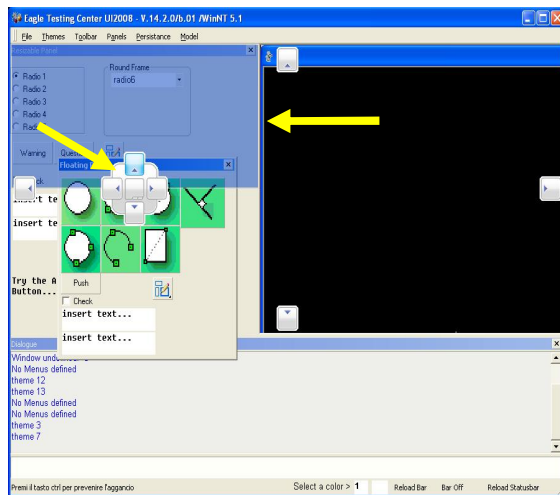 Eagle Testing Center UI2008 - V.14.2.0/b.01 /WinNT 5.1
File Themes Toolbar Panels Persistance Model
Resizable Panel
Round Frame
Radio 1
radio6
Radio 2
Radio 3
Radio 4
Warning
Floating
insert te
insert te
Try the A
Button...
Push
Check
insert text...
insert text...
Dialogue
No Menus defined
theme 12
theme 13
No Menus defined
No Menus defined
theme 3
theme 7
Premi il tasto ctrl per prevenire l'aggancio
Select a color > 1
Reload Bar Bar Off Reload Statusbar